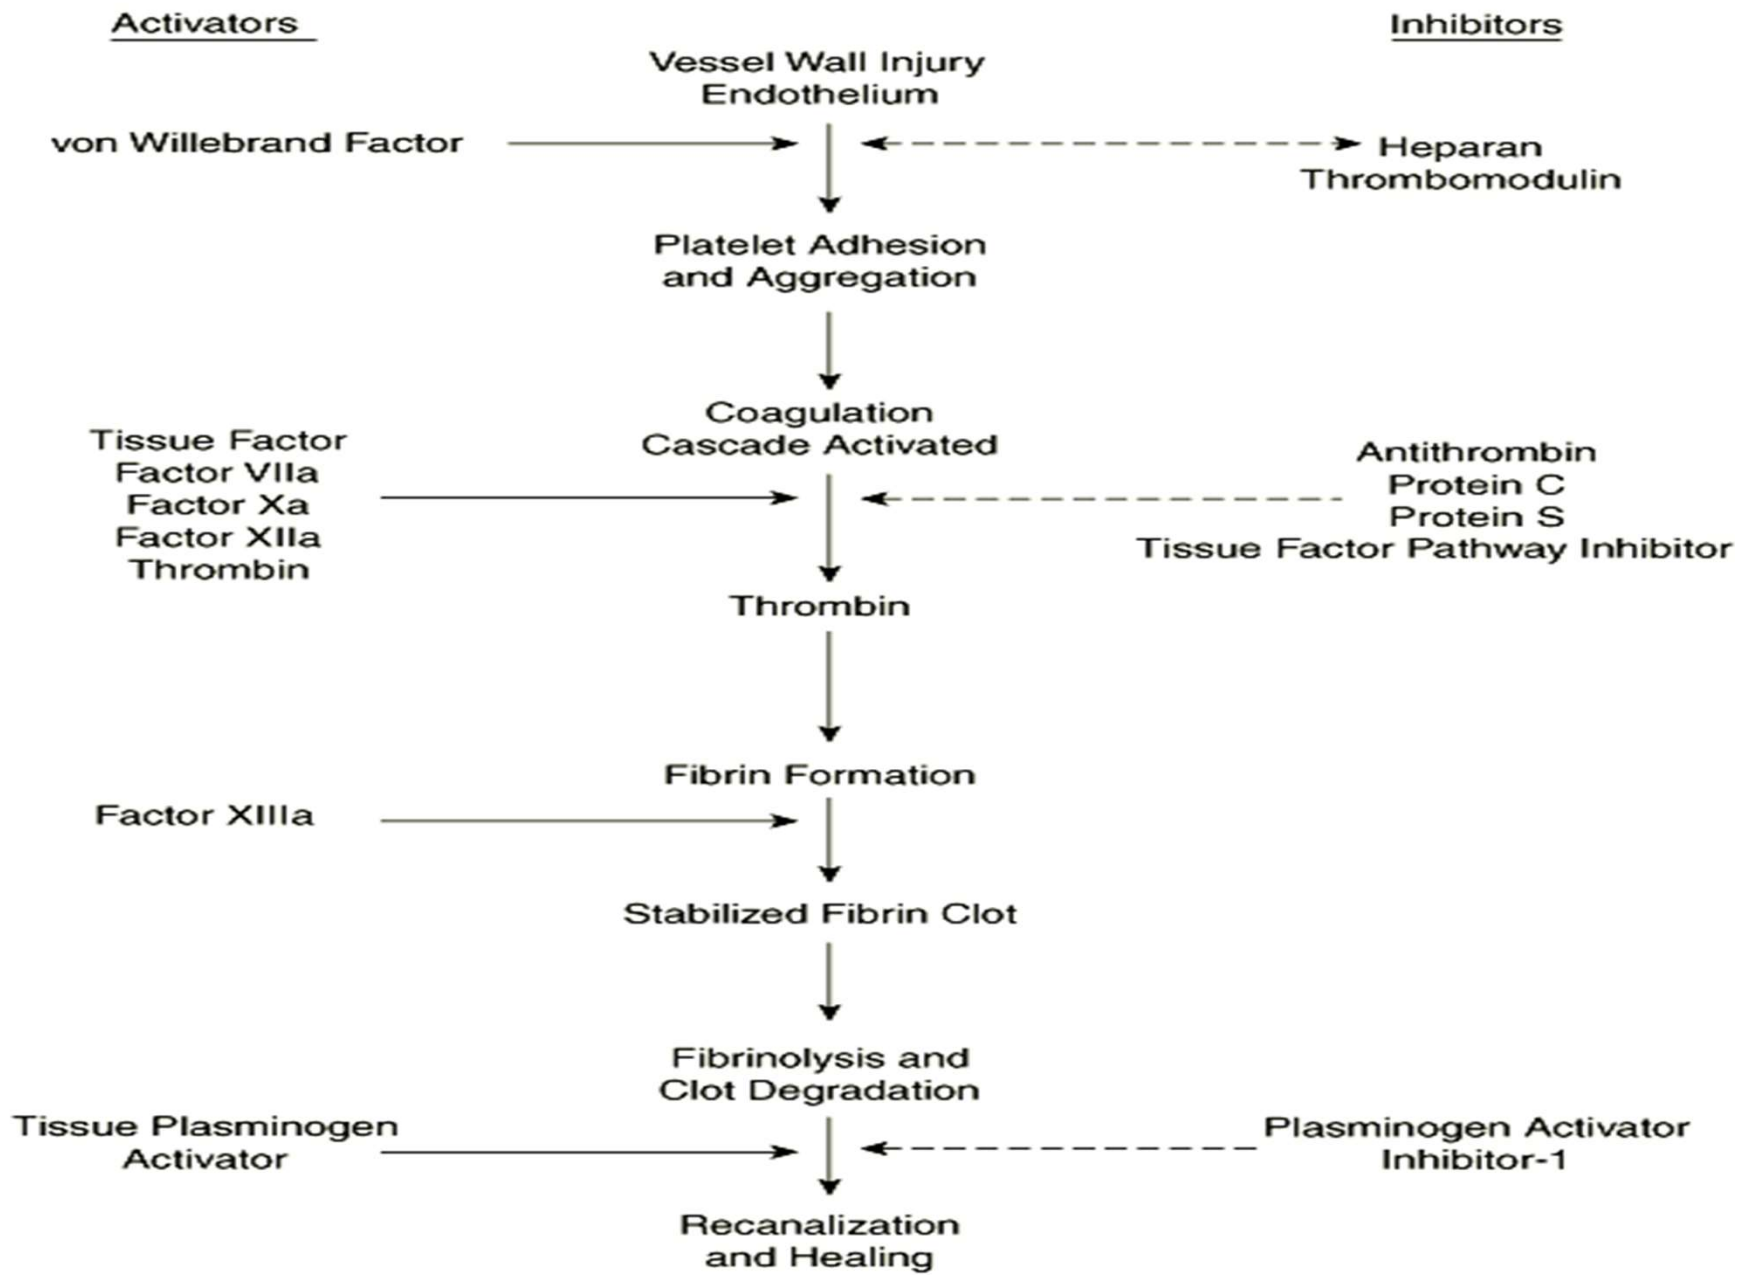 Activators
Inhibitors
Vessel Wall Injury
Endothelium
von Willebrand Factor
Heparan
Thrombomodulin
Platelet Adhesion
and Aggregation
Coagulation
Cascade Activated
Tissue Factor
Factor VIIa
Factor Xa
Factor XIIa
Thrombin
Antithrombin
Protein C
Protein S
Tissue Factor Pathway Inhibitor
Thrombin
Fibrin Formation
Factor XIIIa
Stabilized Fibrin Clot
Fibrinolysis and
Clot Degradation
Tissue Plasminogen
Activator
Plasminogen Activator
Inhibitor-1
Recanalization
and Healing